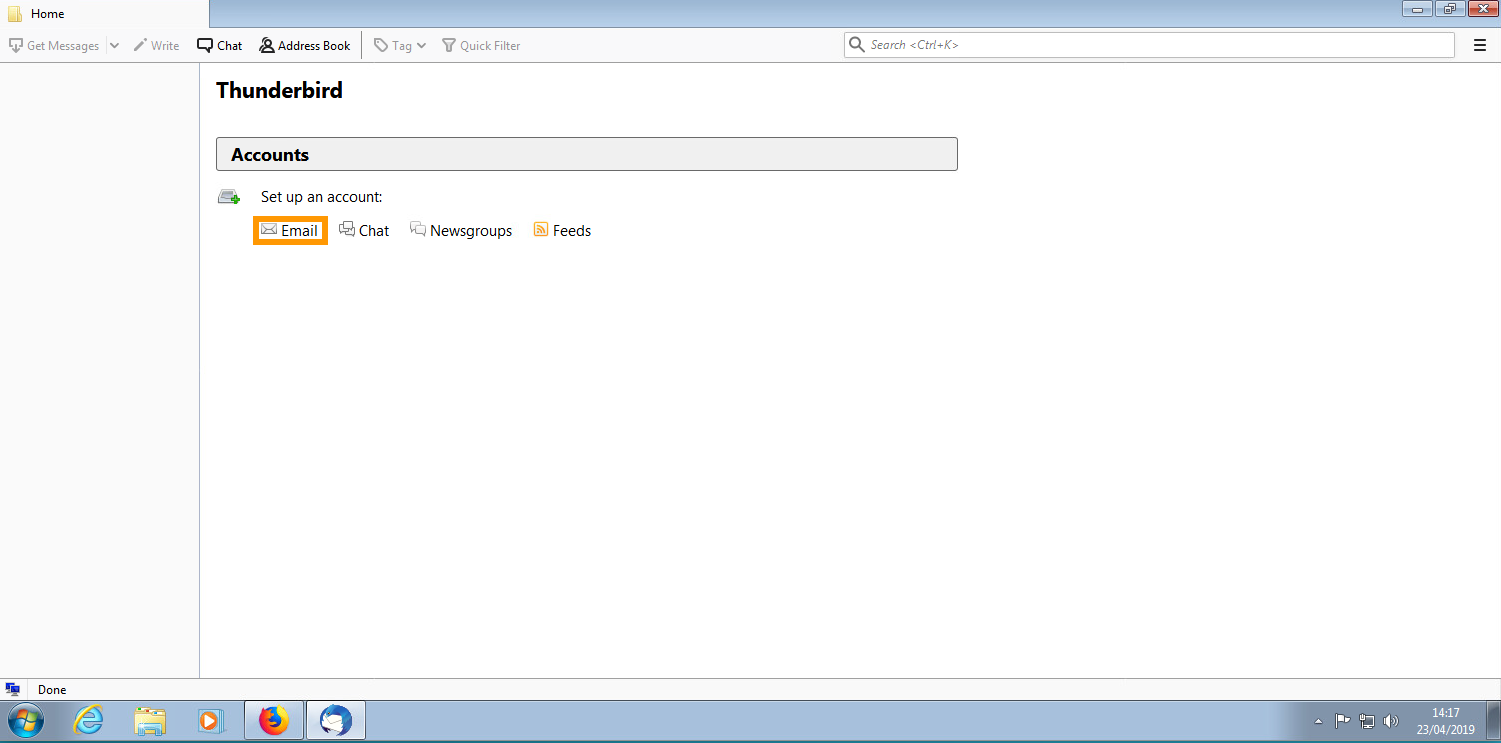 Home
Get Messages Write Chat Address Book Tag Quick Filter Search <Ctrl+K>
Thunderbird
Accounts
Set up an account:
Email Chat Newsgroups Feeds
Done
14:17
23/04/2019